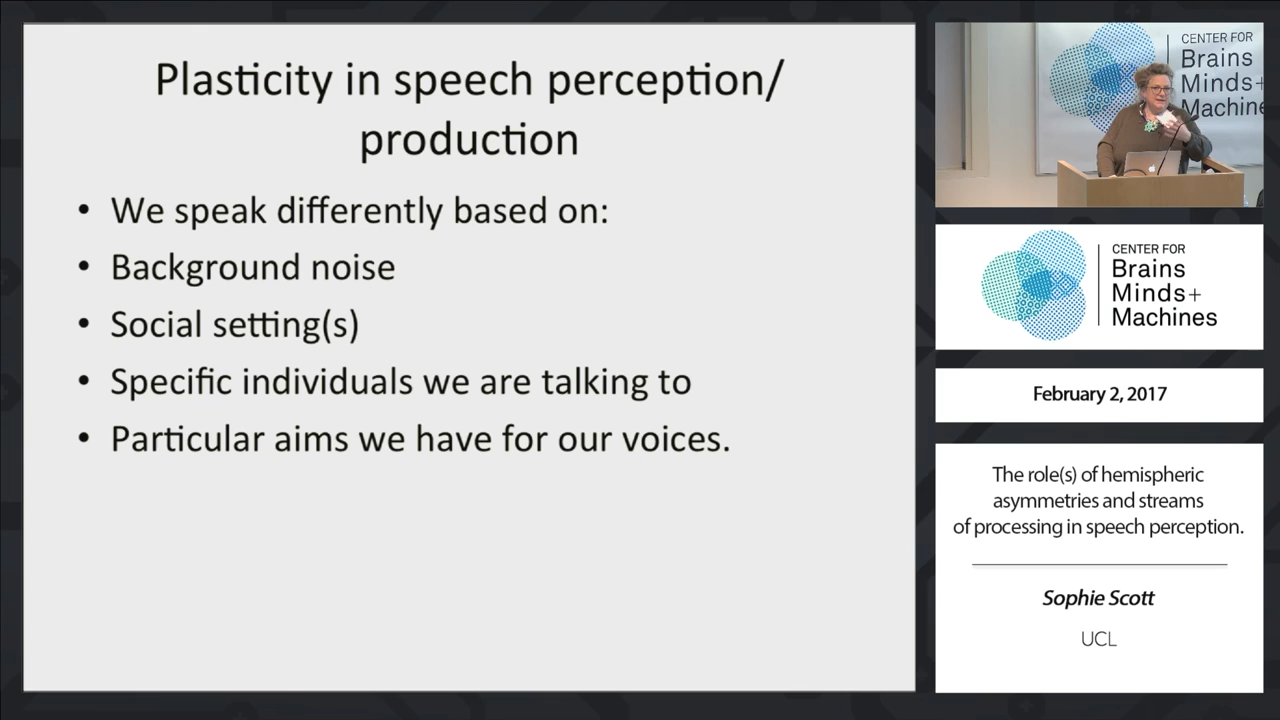 Plasticity in speech perception/
production
• We speak differently based on:
• Background noise
• Social setting(s)
• Specific individuals we are talking to
• Particular aims we have for our voices.
CENTER FOR
Brains
Minds+
Machine
CENTER FOR
Brains
Minds+
Machines
February 2, 2017
The role(s) of hemispheric
asymmetries and streams
of processing in speech perception.
Sophie Scott
UCL